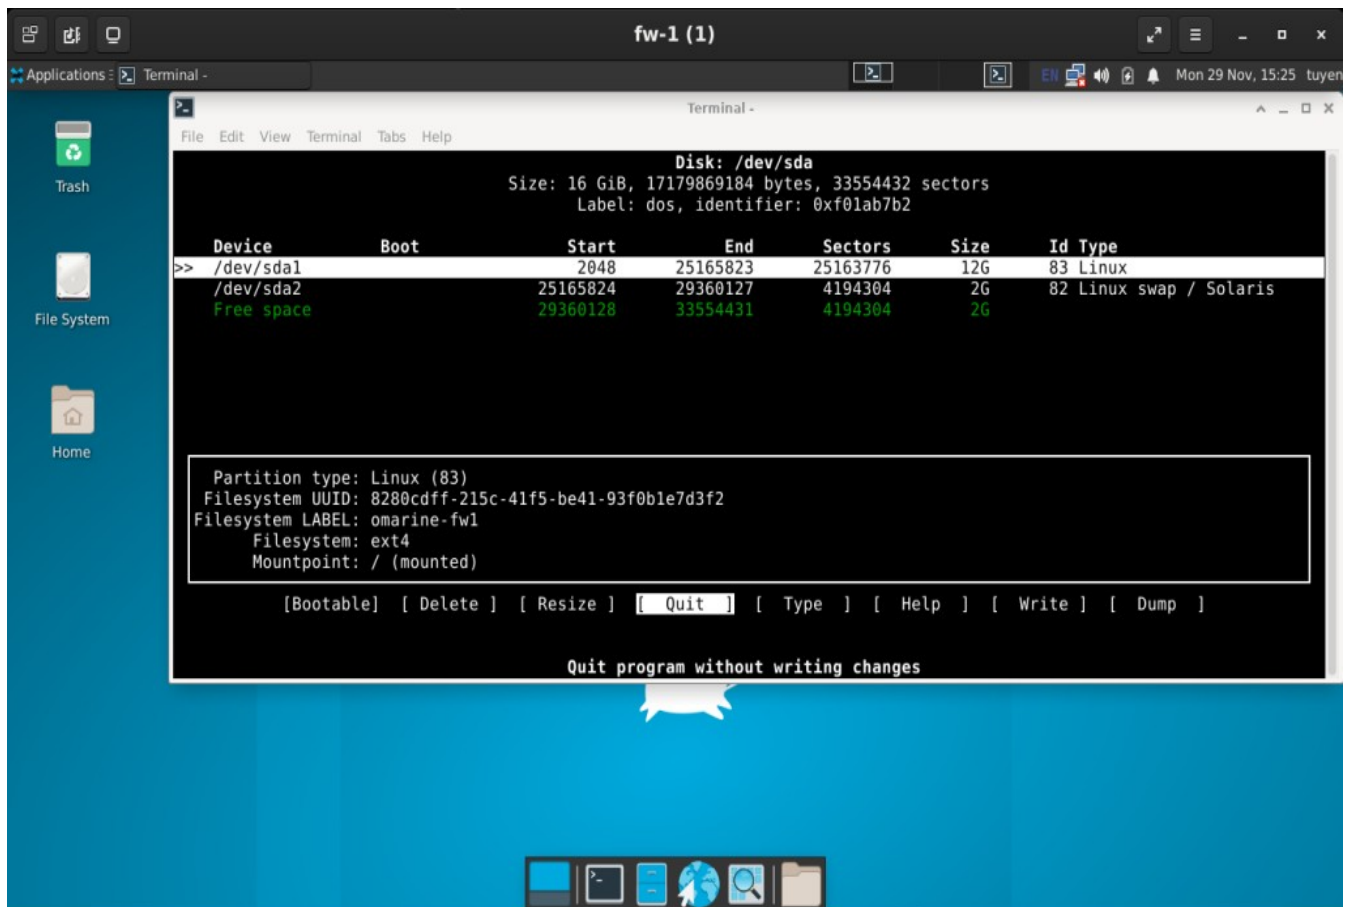 fw-1 (1)
Applications Terminal - EN Mon 29 Nov, 15:25 tuyen
Trash
File System
Home
Terminal -
File Edit View Terminal Tabs Help
Disk: /dev/sda
Size: 16 GiB, 17179869184 bytes, 33554432 sectors
Label: dos, identifier: 0xf01ab7b2
Device Boot Start End Sectors Size Id Type
>> /dev/sda1 2048 25165823 25163776 12G 83 Linux
/dev/sda2 25165824 29360127 4194304 2G 82 Linux swap / Solaris
Free space 29360128 33554431 4194304 2G
Partition type: Linux (83)
Filesystem UUID: 8280cdff-215c-41f5-be41-93f0b1e7d3f2
Filesystem LABEL: omarine-fw1
Filesystem: ext4
Mountpoint: / (mounted)
[Bootable] [ Delete ] [ Resize ] [ Quit ] [ Type ] [ Help ] [ Write ] [ Dump ]
Quit program without writing changes